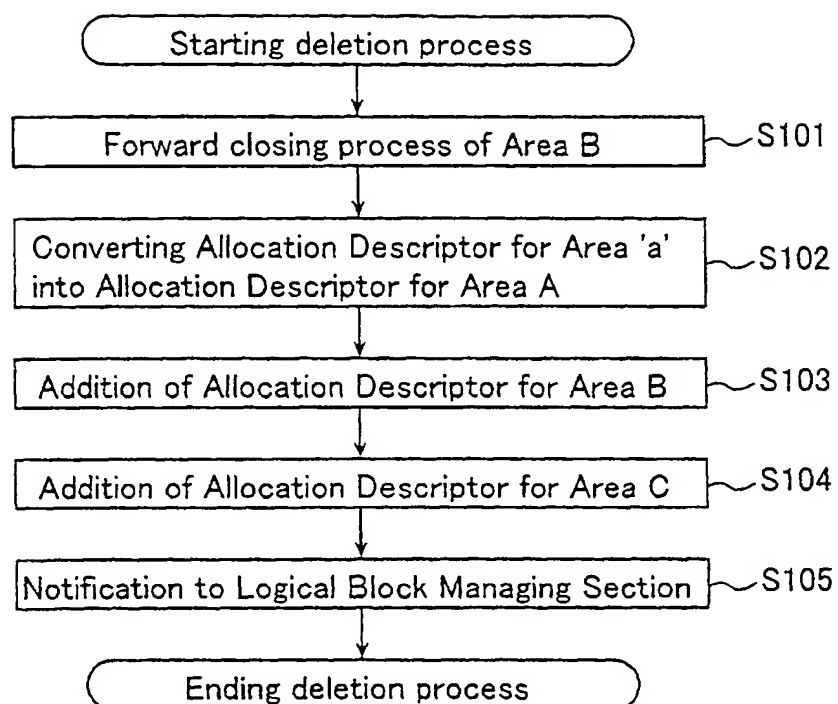 Starting deletion process
Forward closing process of Area B
S101
Converting Allocation Descriptor for Area 'a'
into Allocation Descriptor for Area A
S102
Addition of Allocation Descriptor for Area B
S103
Addition of Allocation Descriptor for Area C
S104
Notification to Logical Block Managing Section
S105
Ending deletion process